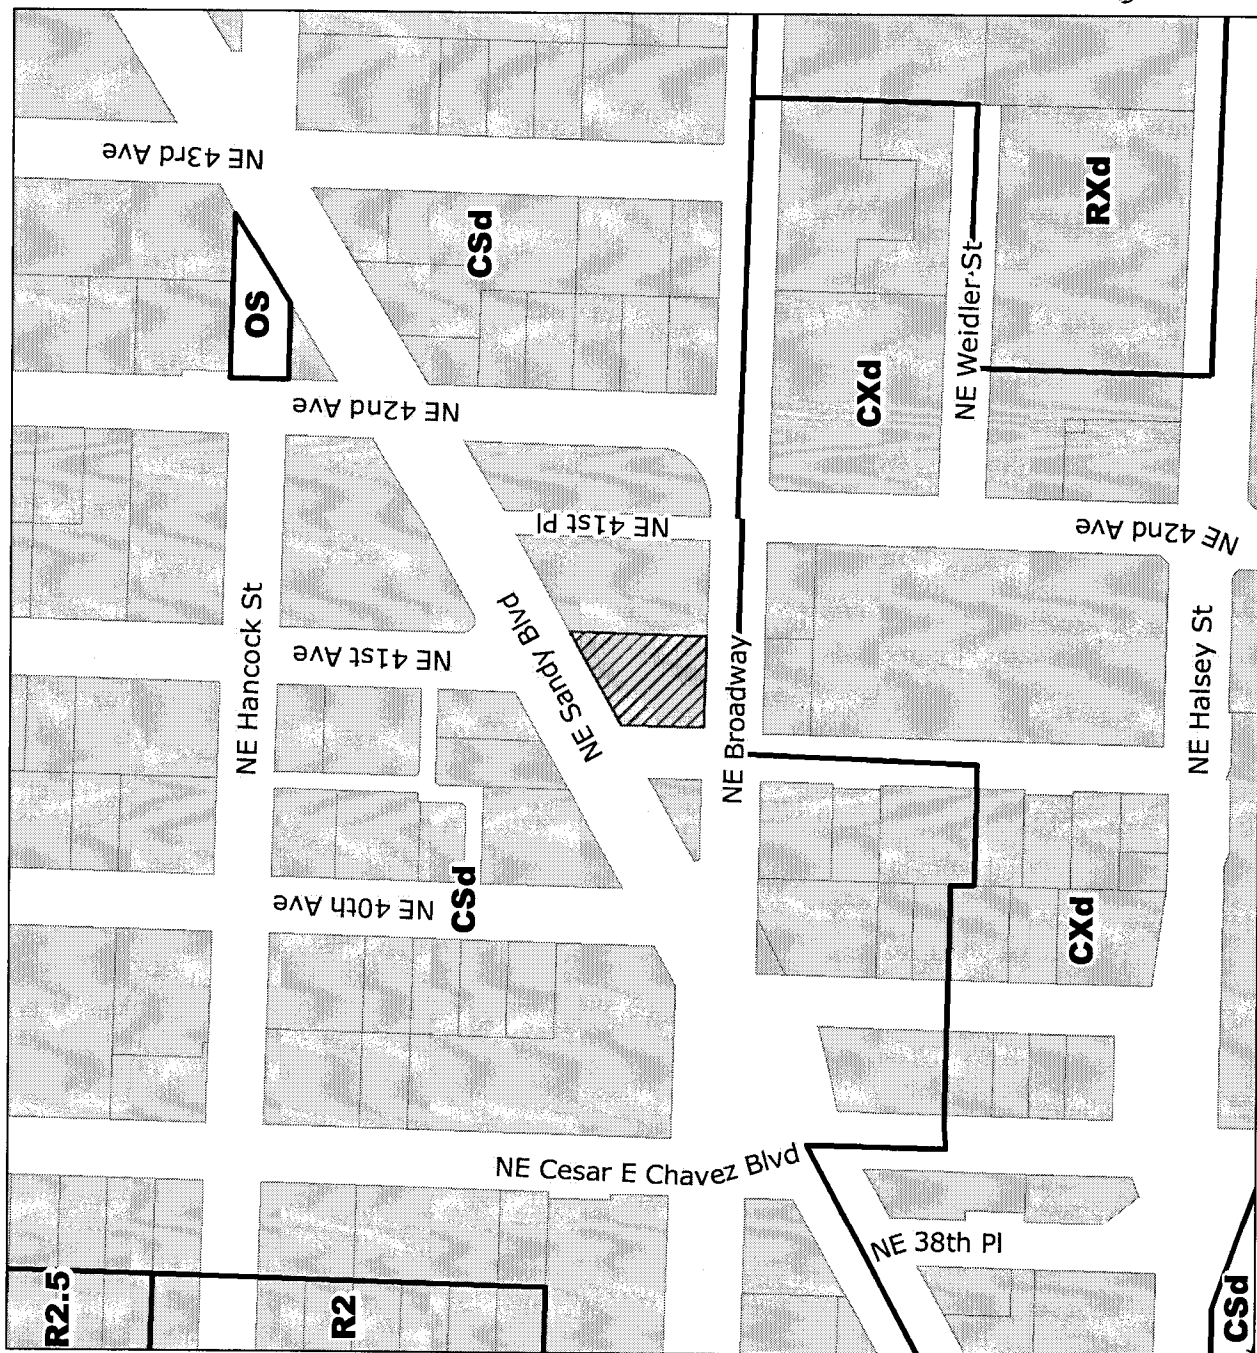 NE 43rd Ave
CSd
RXd
OS
NE Weidler St
CXd
NE 42nd Ave
NE 41st Pl
NE 42nd Ave
NE Sandy Blvd
NE Hancock St
NE 41st Ave
NE Broadway
NE Halsey St
NE 40th Ave
CSd
CXd
NE Cesar E Chavez Blvd
NE 38th Pl
R2.5
R2
CSd